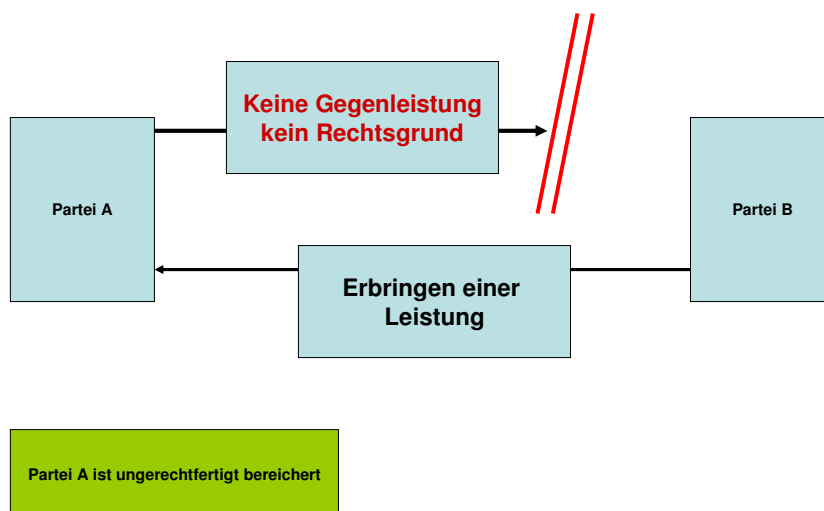 Keine Gegenleistung
kein Rechtsgrund
Partei A
Partei B
Erbringen einer
Leistung
Partei A ist ungerechtfertigt bereichert